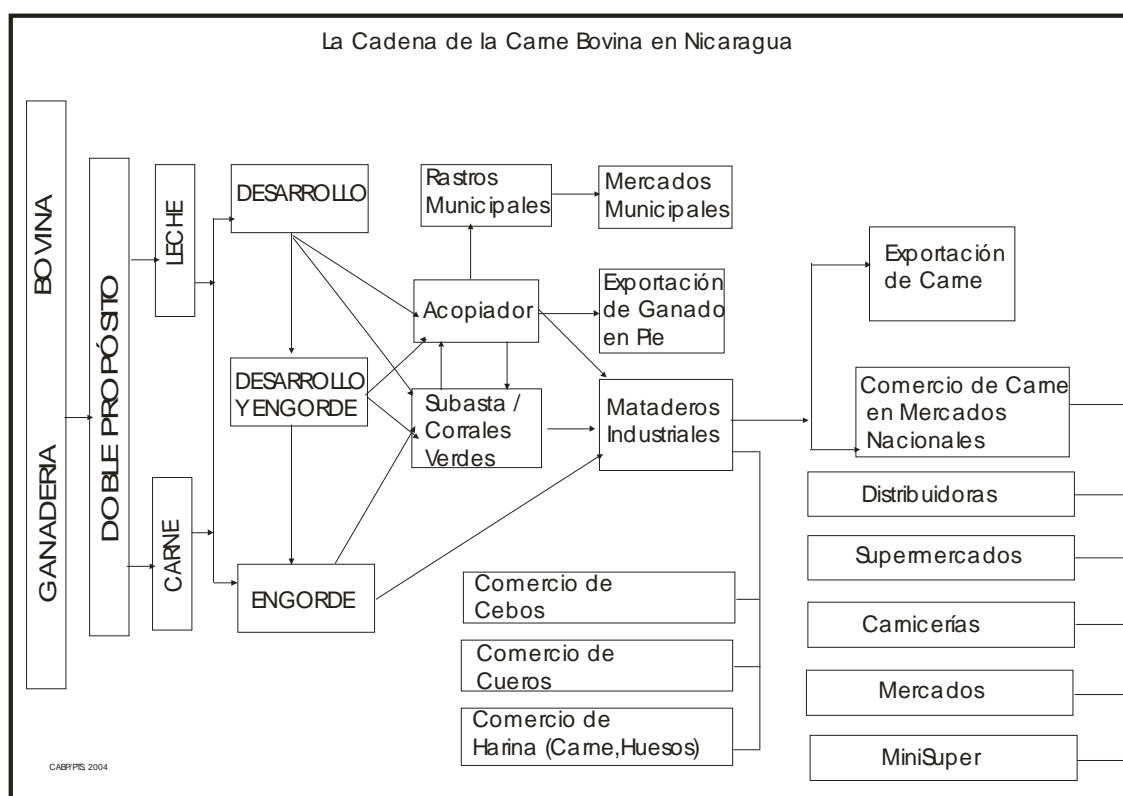 La Cadena de la Carne Bovina en Nicaragua
GANADERIA BOVINA
DOBLE PROPÓSITO
LECHE
CARNE
DESARROLLO
DESARROLLO
Y ENGORDE
ENGORDE
Rastros
Municipales
Mercados
Municipales
Acopiador
Exportación
de Ganado
en Pie
Subasta /
Corrales
Verdes
Mataderos
Industriales
Exportación
de Carne
Comercio de Carne
en Mercados
Nacionales
Distribuidoras
Supermercados
Carnicerías
Mercados
MiniSuper
Comercio de
Cebos
Comercio de
Cueros
Comercio de
Harina (Carne,Huesos)
CABP/PTS, 2004